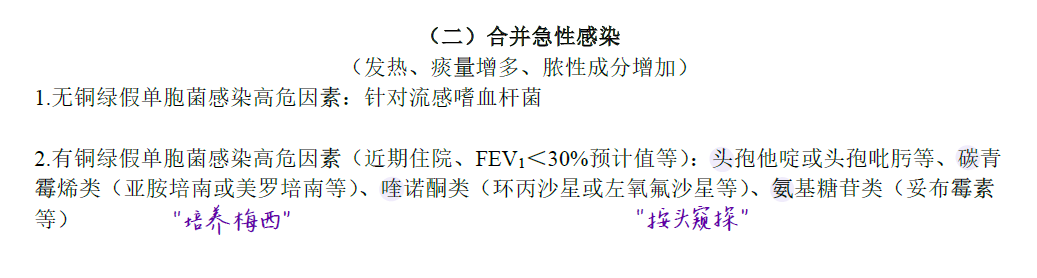 （二）合并急性感染
（发热、痰量增多、脓性成分增加）
1.无铜绿假单胞菌感染高危因素：针对流感嗜血杆菌
2.有铜绿假单胞菌感染高危因素（近期住院、FEV₁＜30%预计值等）：头孢他啶或头孢吡肟等、碳青
霉烯类（亚胺培南或美罗培南等）、喹诺酮类（环丙沙星或左氧氟沙星等）、氨基糖苷类（妥布霉素
等）
"培养梅西" "按头窥探"